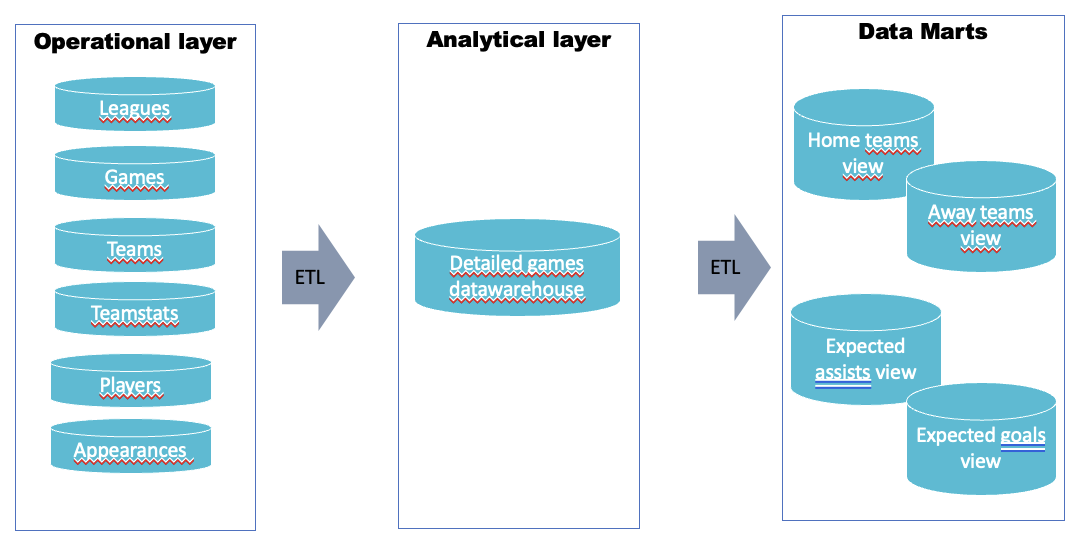 Operational layer
Leagues
Games
Teams
Teamstats
Players
Appearances
ETL
Analytical layer
Detailed games
datawarehouse
ETL
Data Marts
Home teams
view
Away teams
view
Expected
assists view
Expected goals
view